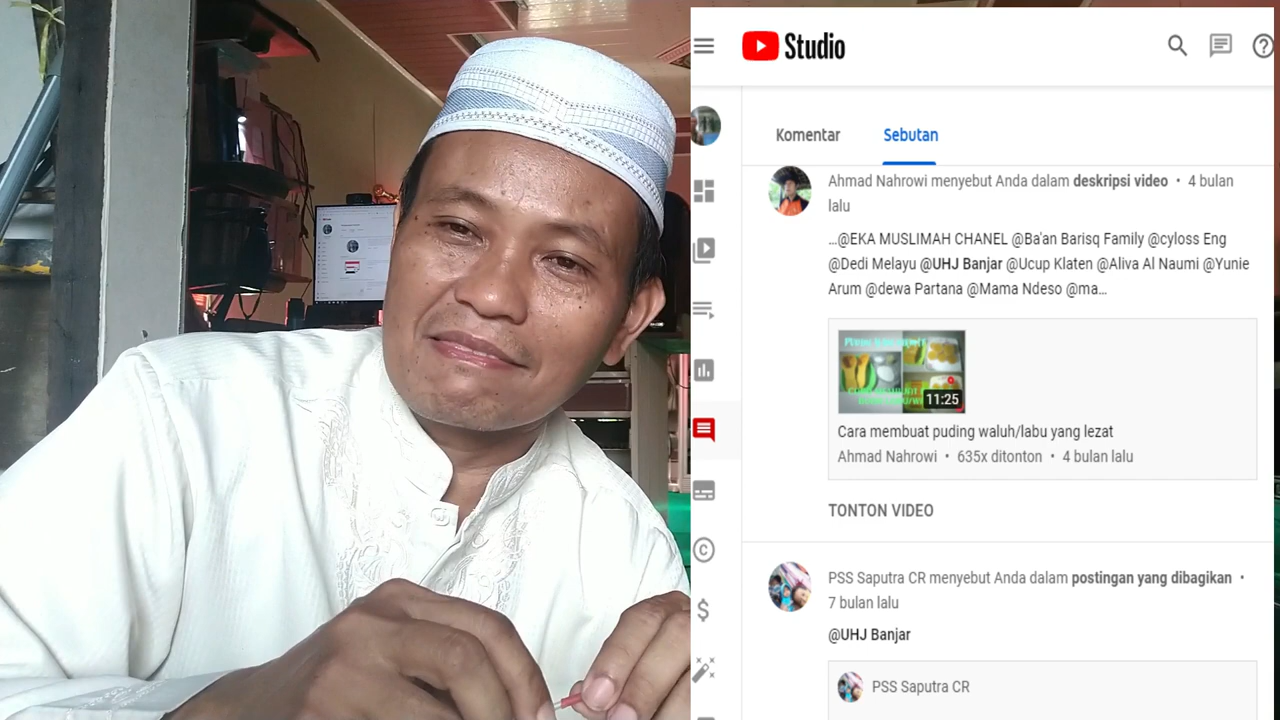 Studio
Komentar
Sebutan
Ahmad Nahrowi menyebut Anda dalam deskripsi video • 4 bulan
lalu
...@EKA MUSLIMAH CHANEL @Ba'an Barisq Family @cyloss Eng
@Dedi Melayu @UHJ Banjar @Ucup Klaten @Aliva Al Naumi @Yunie
Arum @dewa Partana @Mama Ndeso @ma...
11:25
Cara membuat puding waluh/labu yang lezat
Ahmad Nahrowi • 635x ditonton • 4 bulan lalu
TONTON VIDEO
PSS Saputra CR menyebut Anda dalam postingan yang dibagikan •
7 bulan lalu
@UHJ Banjar
PSS Saputra CR